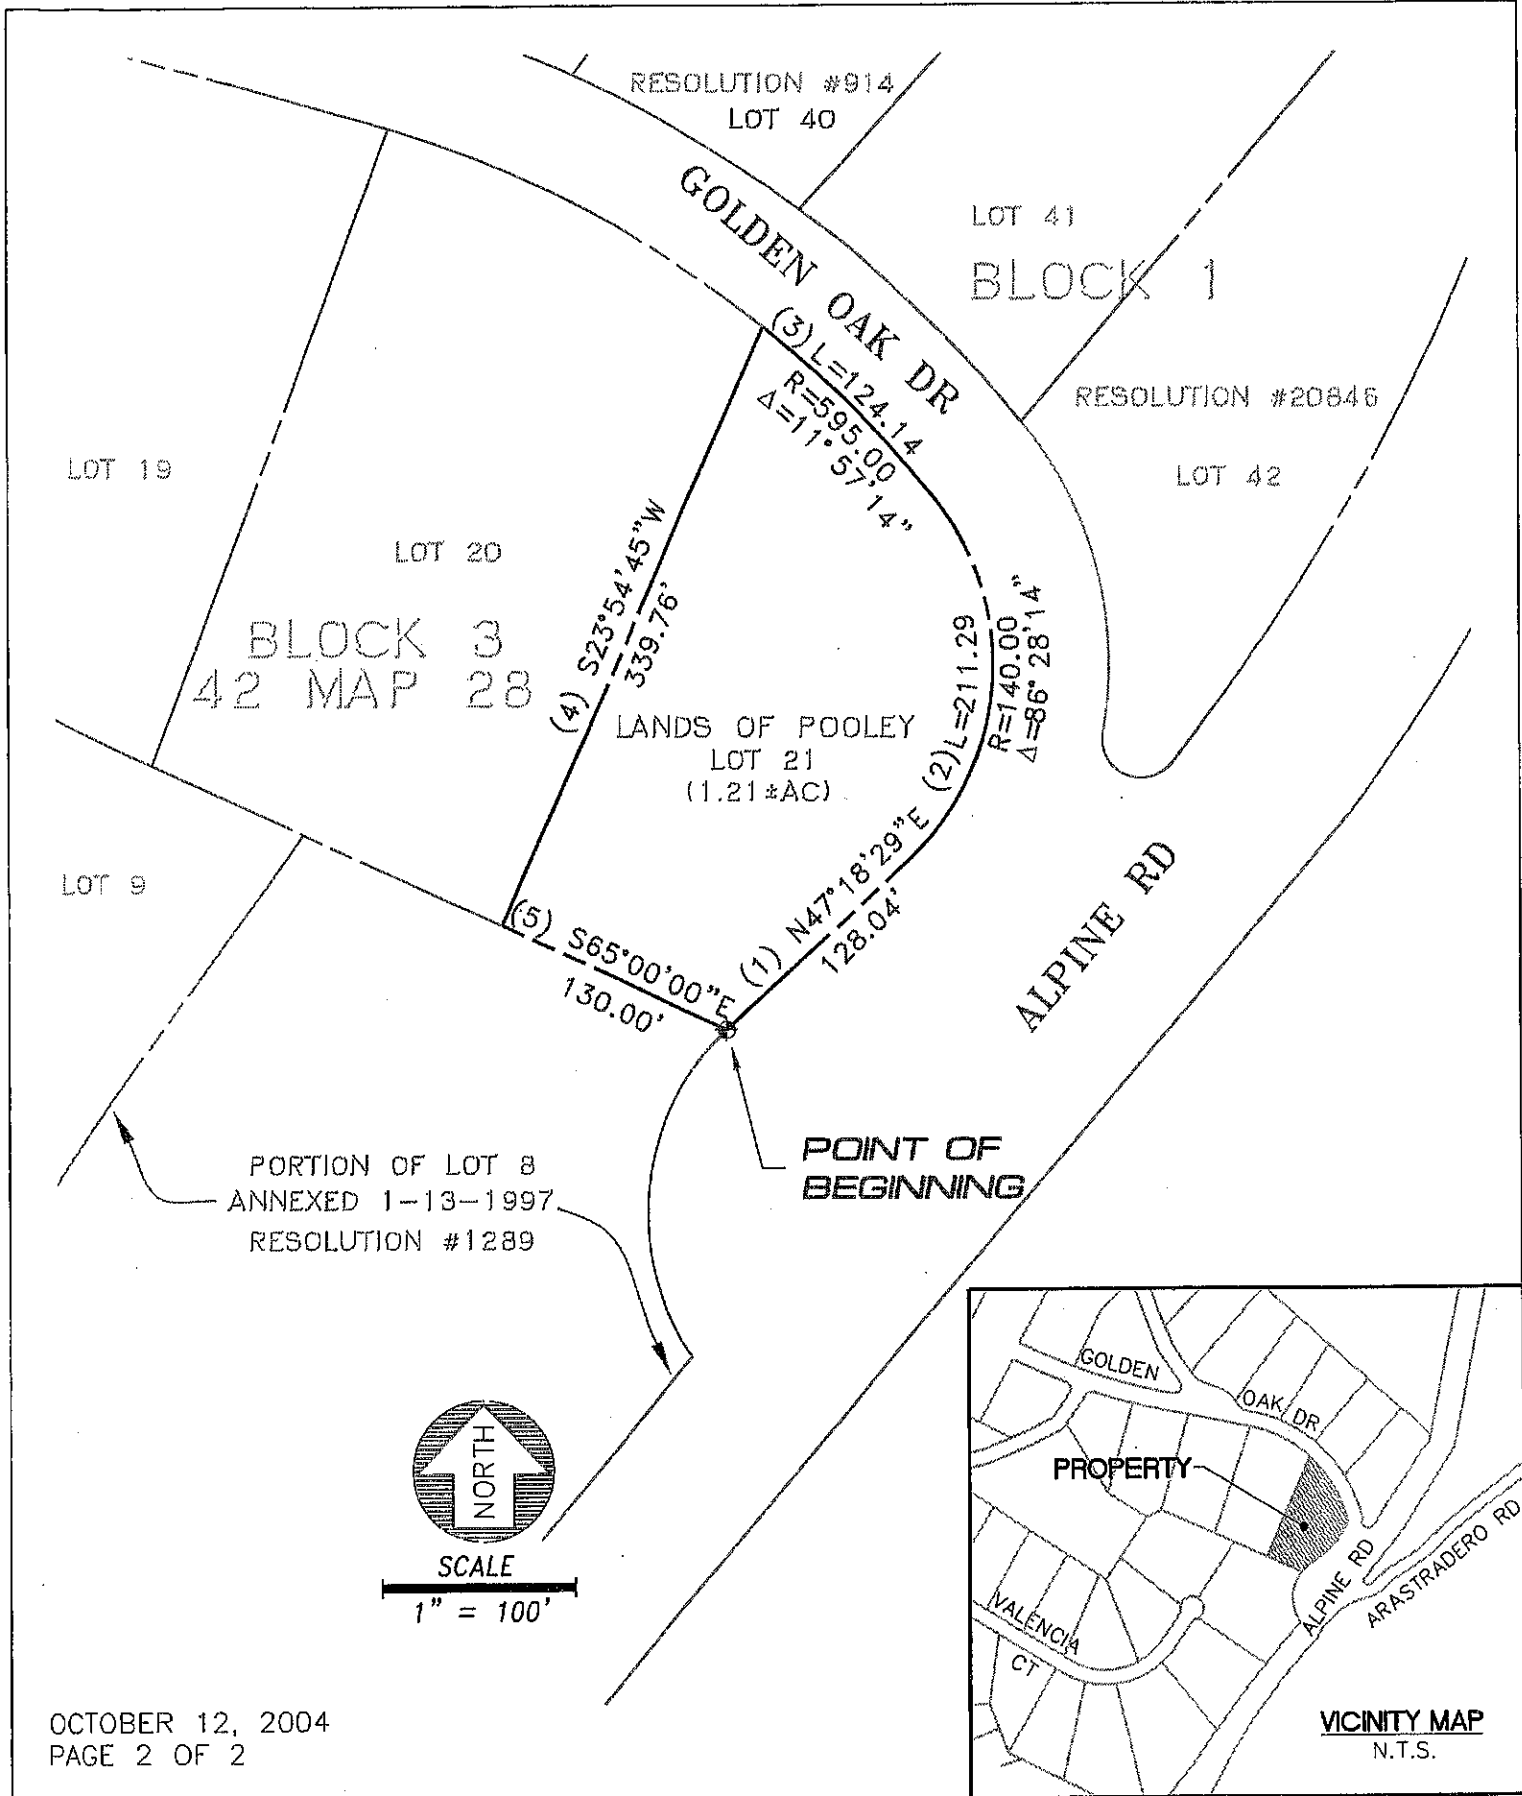 RESOLUTION #914
LOT 40
GOLDEN OAK DR
LOT 41
BLOCK 1
RESOLUTION #20846
LOT 42
(3) L=124.14
R=595.00
Δ=11°57'14"
LOT 19
LOT 20
BLOCK 3
42 MAP 28
(4) S23°54'45"W
339.76'
LANDS OF POOLEY
LOT 21
(1.21±AC)
(2) L=211.29
R=140.00
Δ=86°28'14"
(1) N47°18'29"E
128.04'
LOT 9
(5) S65°00'00"E
130.00'
ALPINE RD
POINT OF
BEGINNING
PORTION OF LOT 8
ANNEXED 1-13-1997
RESOLUTION #1289
NORTH
SCALE
1" = 100'
GOLDEN
OAK DR
PROPERTY
ALPINE RD
ARASTRADERO RD
VALENCIA
CT
VICINITY MAP
N.T.S.
OCTOBER 12, 2004
PAGE 2 OF 2